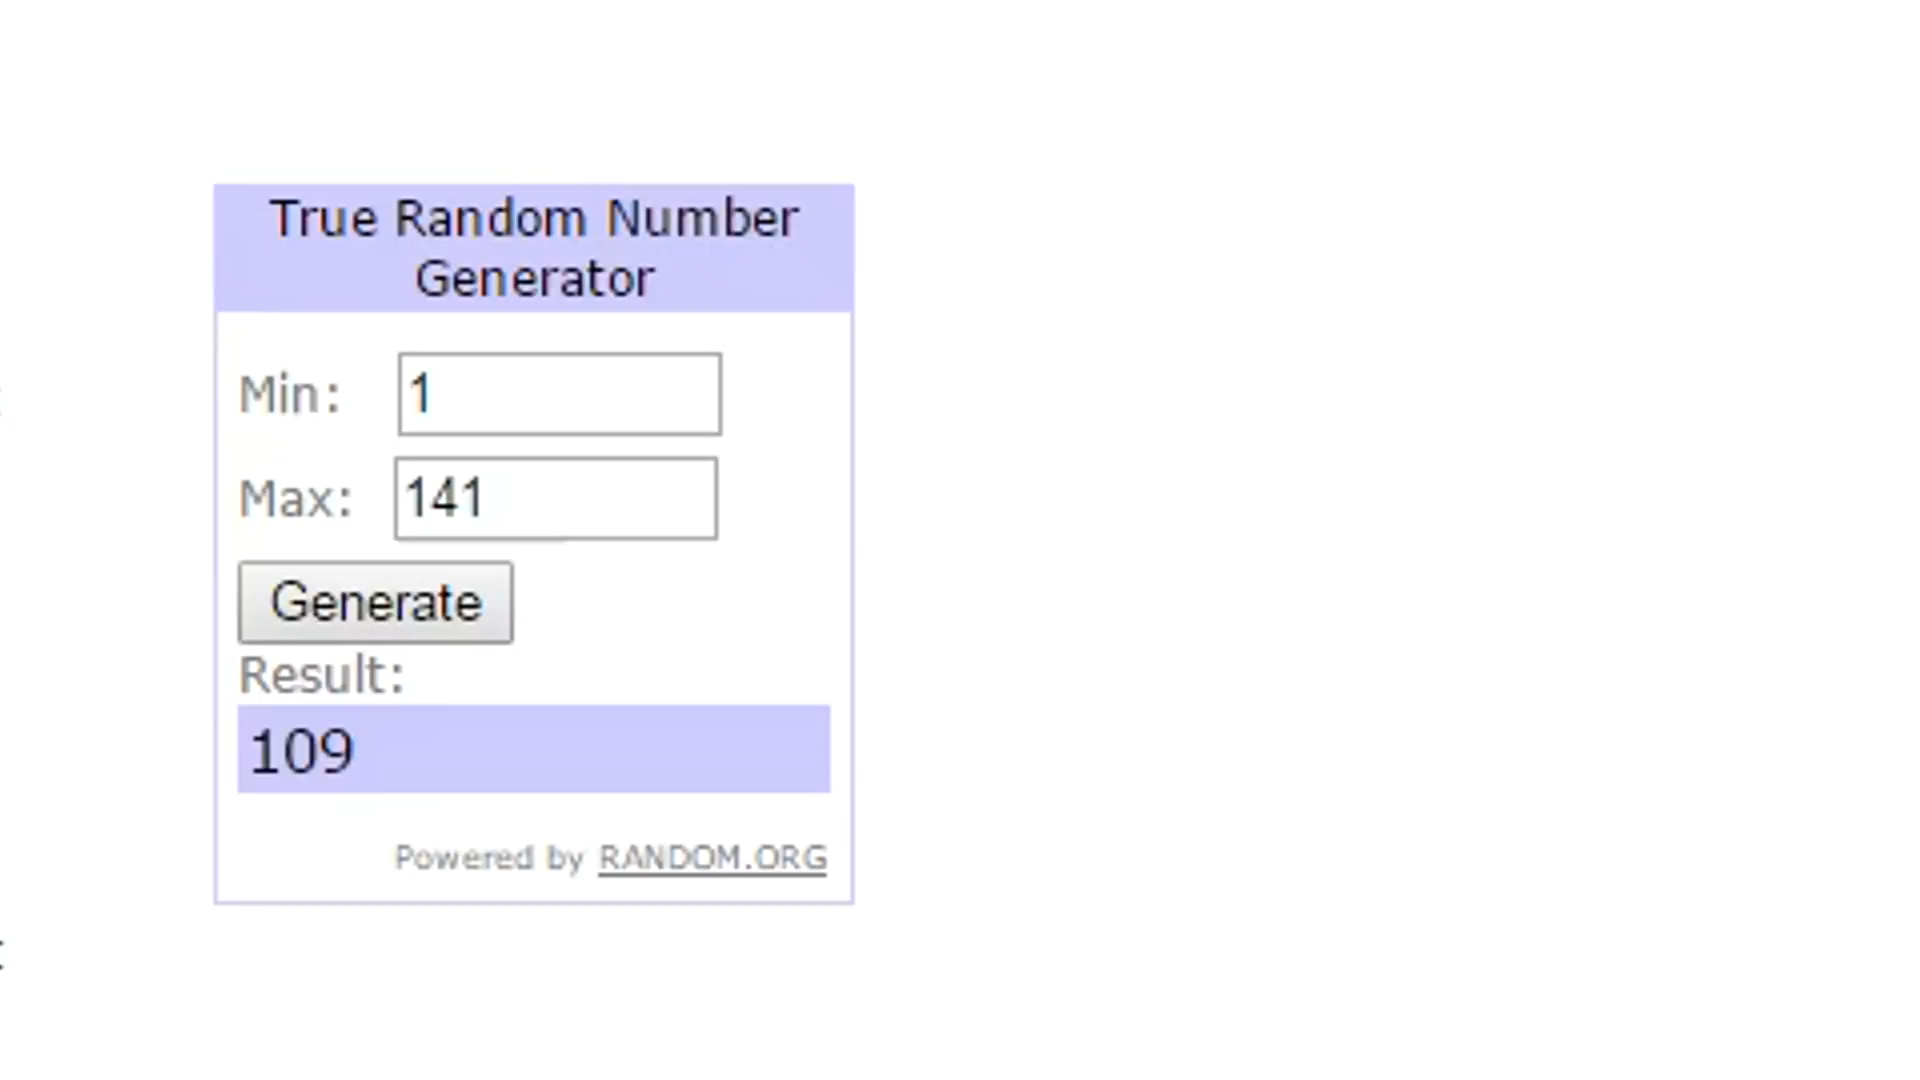 True Random Number
Generator
Min: 1
Max: 141
Generate
Result:
109
Powered by RANDOM.ORG